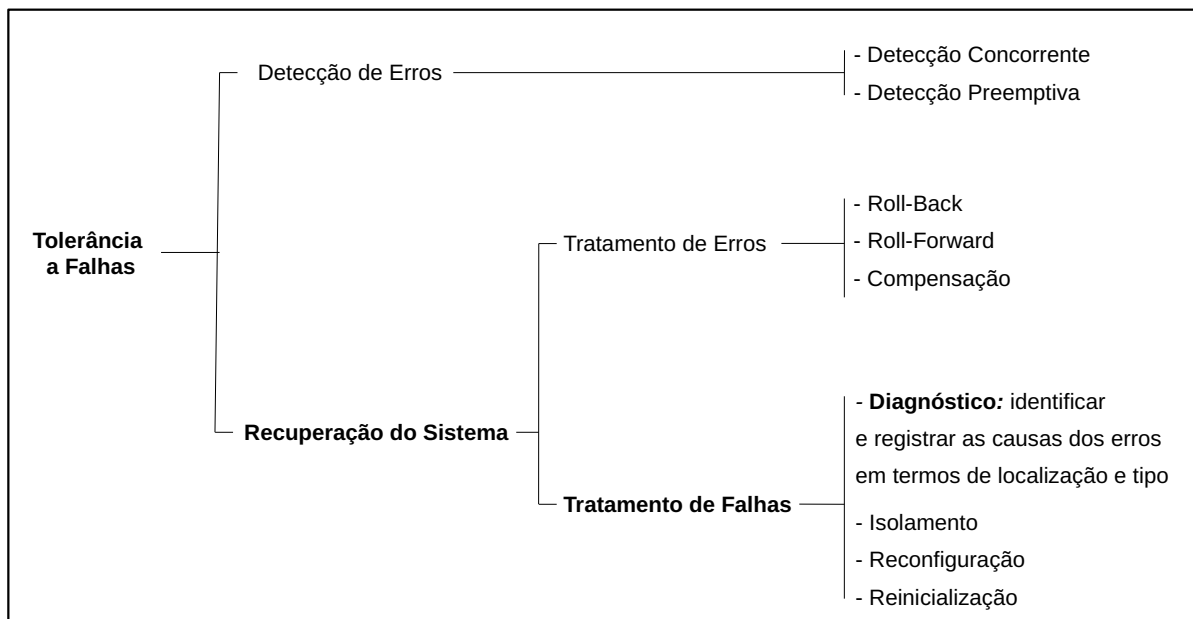 Tolerância
a Falhas
Detecção de Erros
- Detecção Concorrente
- Detecção Preemptiva
Recuperação do Sistema
Tratamento de Erros
- Roll-Back
- Roll-Forward
- Compensação
Tratamento de Falhas
- Diagnóstico: identificar
e registrar as causas dos erros
em termos de localização e tipo
- Isolamento
- Reconfiguração
- Reinicialização